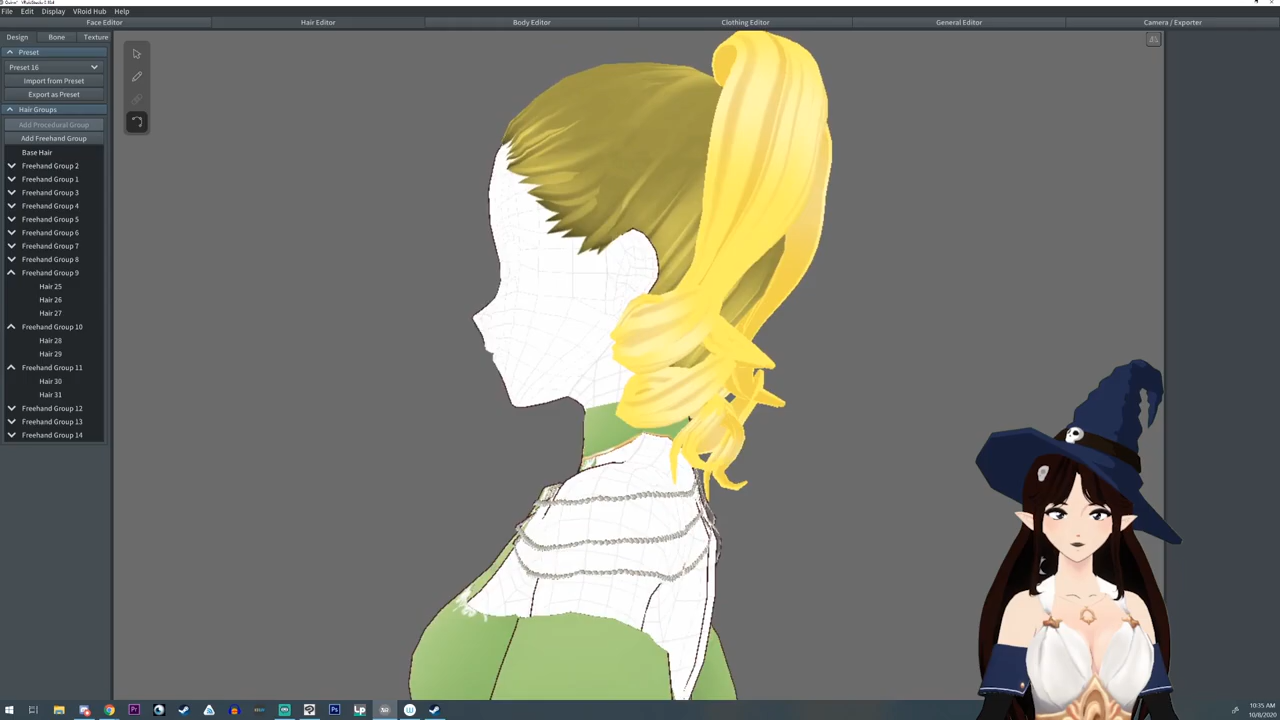 File Edit Display VRoid Hub Help
Face Editor Hair Editor Body Editor Clothing Editor General Editor Camera / Exporter
Design Bone Texture
Preset
Preset 16
Import from Preset
Export as Preset
Hair Groups
Add Procedural Group
Add Freehand Group
Base Hair
Freehand Group 2
Freehand Group 1
Freehand Group 3
Freehand Group 4
Freehand Group 5
Freehand Group 6
Freehand Group 7
Freehand Group 8
Freehand Group 9
Hair 25
Hair 26
Hair 27
Freehand Group 10
Hair 28
Hair 29
Freehand Group 11
Hair 30
Hair 31
Freehand Group 12
Freehand Group 13
Freehand Group 14
10:35 AM
10/8/2020